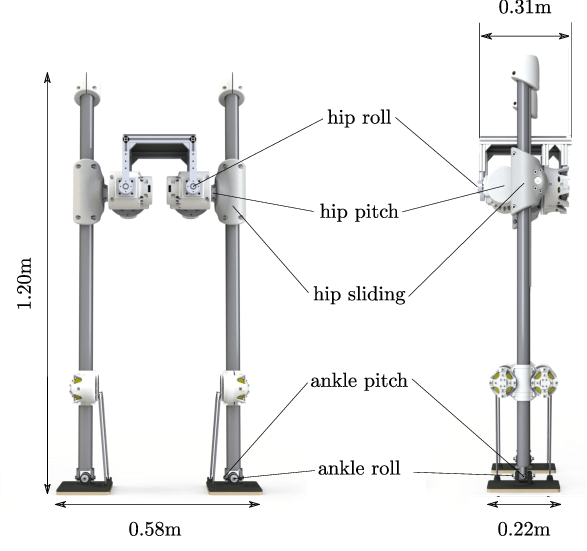 0.31m
hip roll
hip pitch
1.20m
hip sliding
ankle pitch
ankle roll
0.58m
0.22m